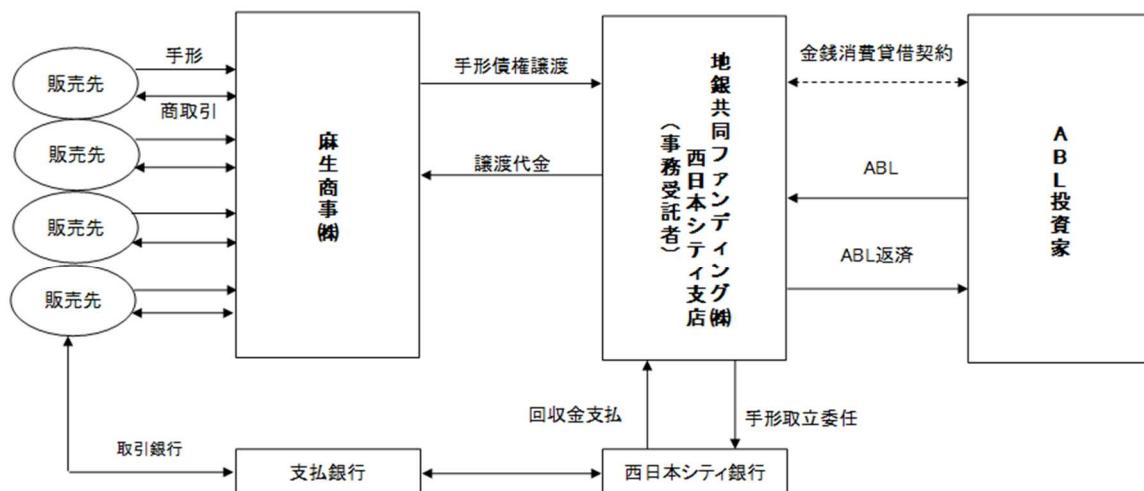 販売先
販売先
販売先
販売先
手形
商取引
麻生商事㈱
手形債権譲渡
譲渡代金
地銀共同ファンディング㈱
西日本シティ支店
（事務受託者）
金銭消費貸借契約
ABL
ABL返済
ABL投資家
回収金支払
手形取立委任
取引銀行
支払銀行
西日本シティ銀行